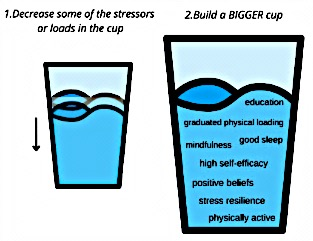 1.Decrease some of the stressors
or loads in the cup
2.Build a BIGGER cup
education
graduated physical loading
mindfulness good sleep
high self-efficacy
positive beliefs
stress resilience
physically active